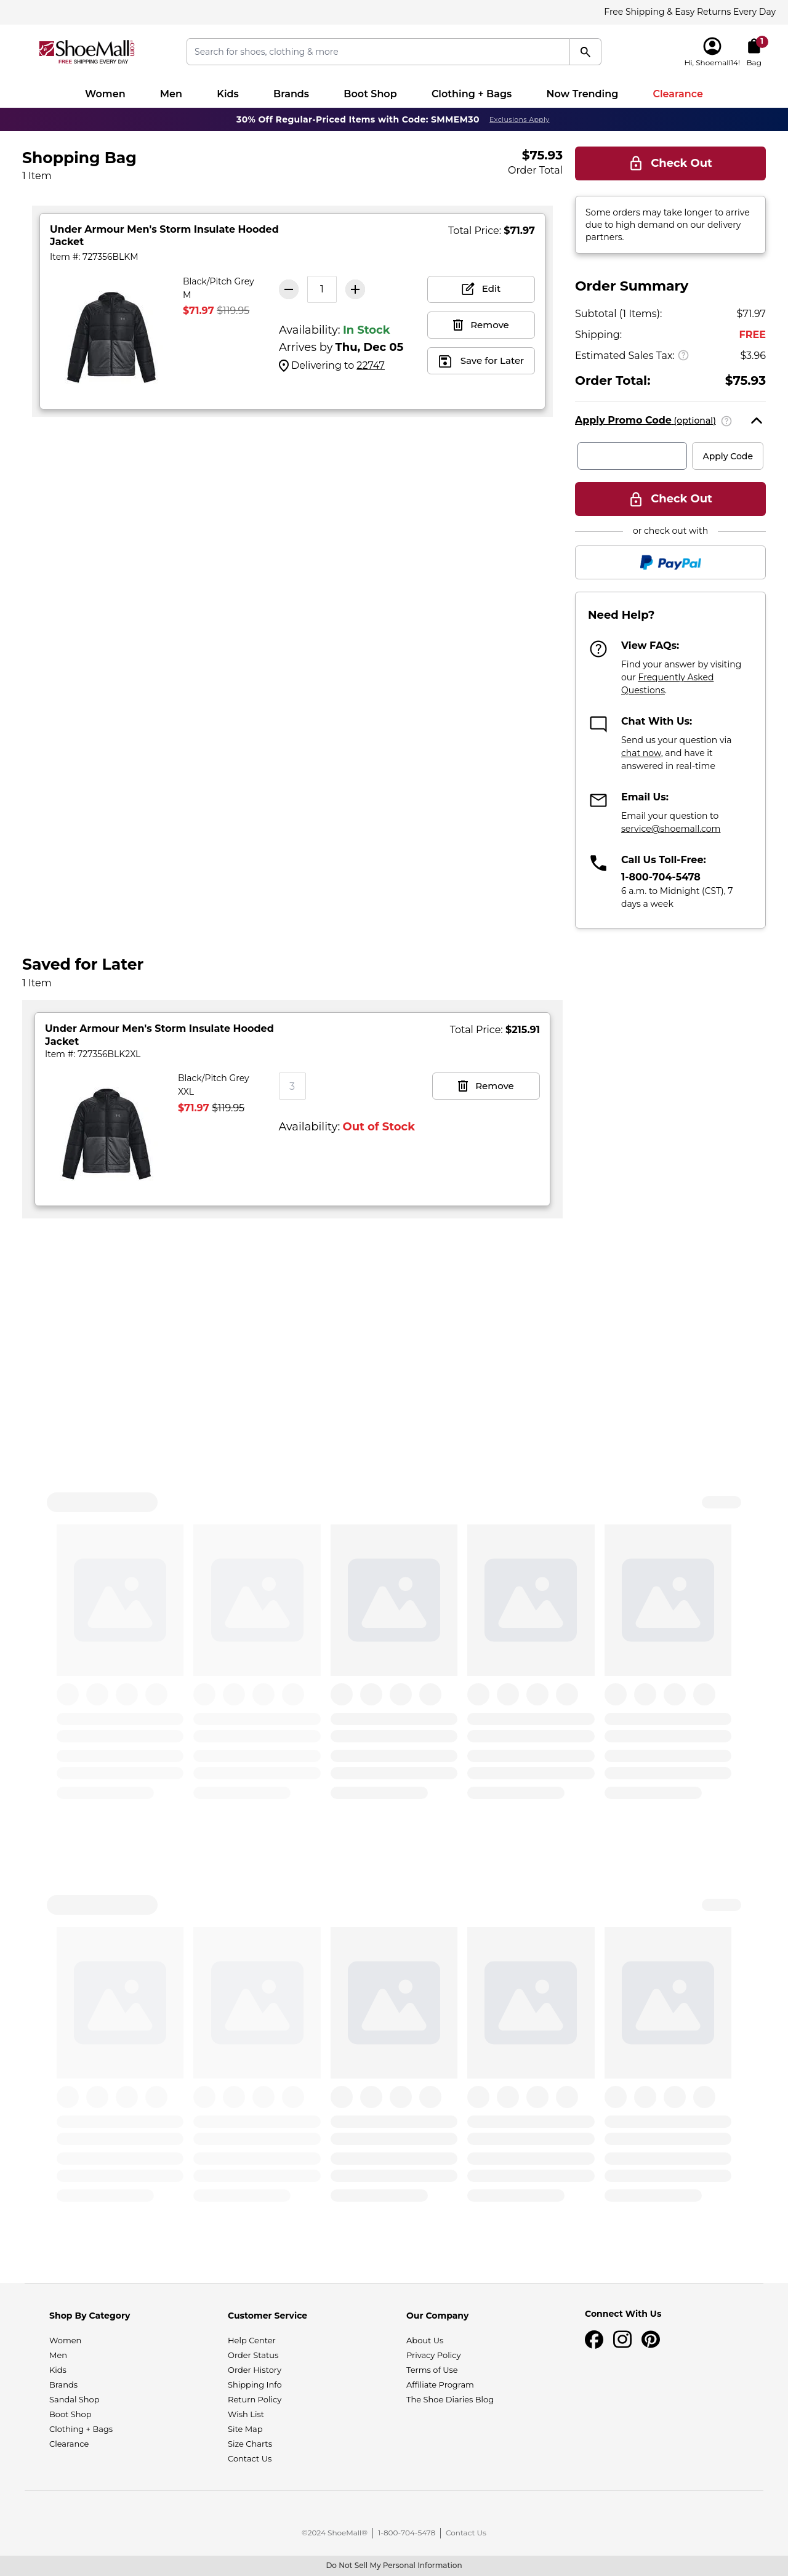 Free Shipping & Easy Returns Every Day
ShoeMall.com
FREE SHIPPING EVERY DAY
Search for shoes, clothing & more
Hi, Shoemall14!
1
Bag
Women Men Kids Brands Boot Shop Clothing + Bags Now Trending Clearance
30% Off Regular-Priced Items with Code: SMMEM30 Exclusions Apply
Shopping Bag
1 Item
$75.93
Order Total
Under Armour Men's Storm Insulate Hooded
Jacket
Item #: 727356BLKM
Total Price: $71.97
Black/Pitch Grey
M
$71.97 $119.95
1
Availability: In Stock
Arrives by Thu, Dec 05
Delivering to 22747
Edit
Remove
Save for Later
Check Out
Some orders may take longer to arrive
due to high demand on our delivery
partners.
Order Summary
Subtotal (1 Items): $71.97
Shipping: FREE
Estimated Sales Tax: ? $3.96
Order Total: $75.93
Apply Promo Code (optional) ?
Apply Code
Check Out
or check out with
PayPal
Need Help?
View FAQs:
Find your answer by visiting
our Frequently Asked
Questions.
Chat With Us:
Send us your question via
chat now, and have it
answered in real-time
Email Us:
Email your question to
service@shoemall.com
Call Us Toll-Free:
1-800-704-5478
6 a.m. to Midnight (CST), 7
days a week
Saved for Later
1 Item
Under Armour Men's Storm Insulate Hooded
Jacket
Item #: 727356BLK2XL
Total Price: $215.91
Black/Pitch Grey
XXL
$71.97 $119.95
3
Availability: Out of Stock
Remove
Shop By Category
Women
Men
Kids
Brands
Sandal Shop
Boot Shop
Clothing + Bags
Clearance
Customer Service
Help Center
Order Status
Order History
Shipping Info
Return Policy
Wish List
Site Map
Size Charts
Contact Us
Our Company
About Us
Privacy Policy
Terms of Use
Affiliate Program
The Shoe Diaries Blog
Connect With Us
©2024 ShoeMall® | 1-800-704-5478 | Contact Us
Do Not Sell My Personal Information